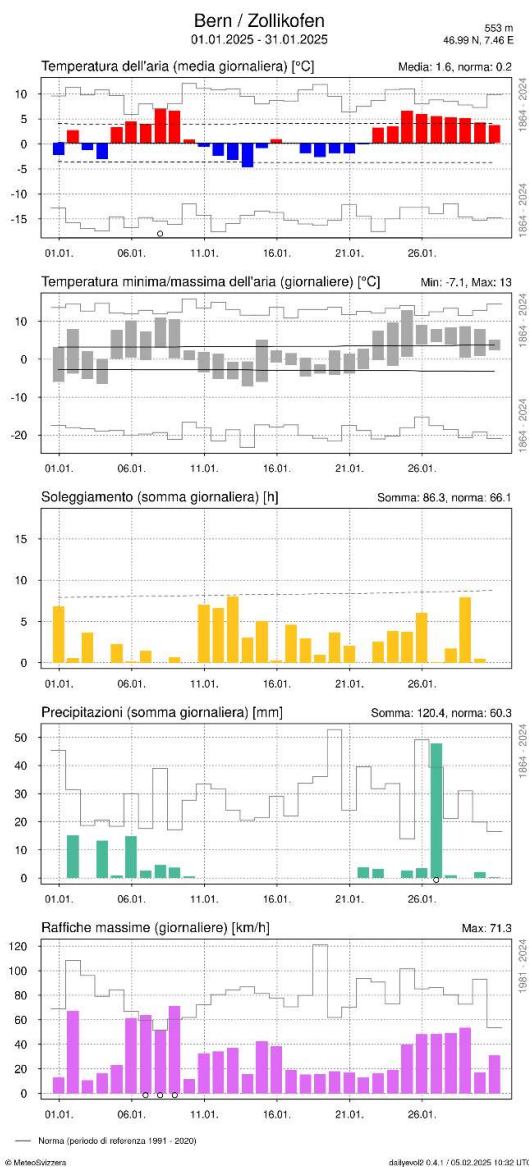 Bern / Zollikofen
01.01.2025 - 31.01.2025
553 m
46.99 N, 7.46 E
Temperatura dell'aria (media giornaliera) [°C]
Media: 1.6, norma: 0.2
10
5
0
-5
-10
-15
1864 - 2024
1864 - 2024
01.01.
06.01.
11.01.
16.01.
21.01.
26.01.
Temperatura minima/massima dell'aria (giornaliere) [°C]
Min: -7.1, Max: 13
10
0
-10
-20
1864 - 2024
1864 - 2024
01.01.
06.01.
11.01.
16.01.
21.01.
26.01.
Soleggiamento (somma giornaliera) [h]
Somma: 86.3, norma: 66.1
15
10
5
0
01.01.
06.01.
11.01.
16.01.
21.01.
26.01.
Precipitazioni (somma giornaliera) [mm]
Somma: 120.4, norma: 60.3
50
40
30
20
10
0
1864 - 2024
01.01.
06.01.
11.01.
16.01.
21.01.
26.01.
Raffiche massime (giornaliere) [km/h]
Max: 71.3
120
100
80
60
40
20
0
1981 - 2024
01.01.
06.01.
11.01.
16.01.
21.01.
26.01.
Norma (periodo di referenza 1991 - 2020)
© MeteoSvizzera
dailyevol2 0.4.1 / 05.02.2025 10:32 UTC